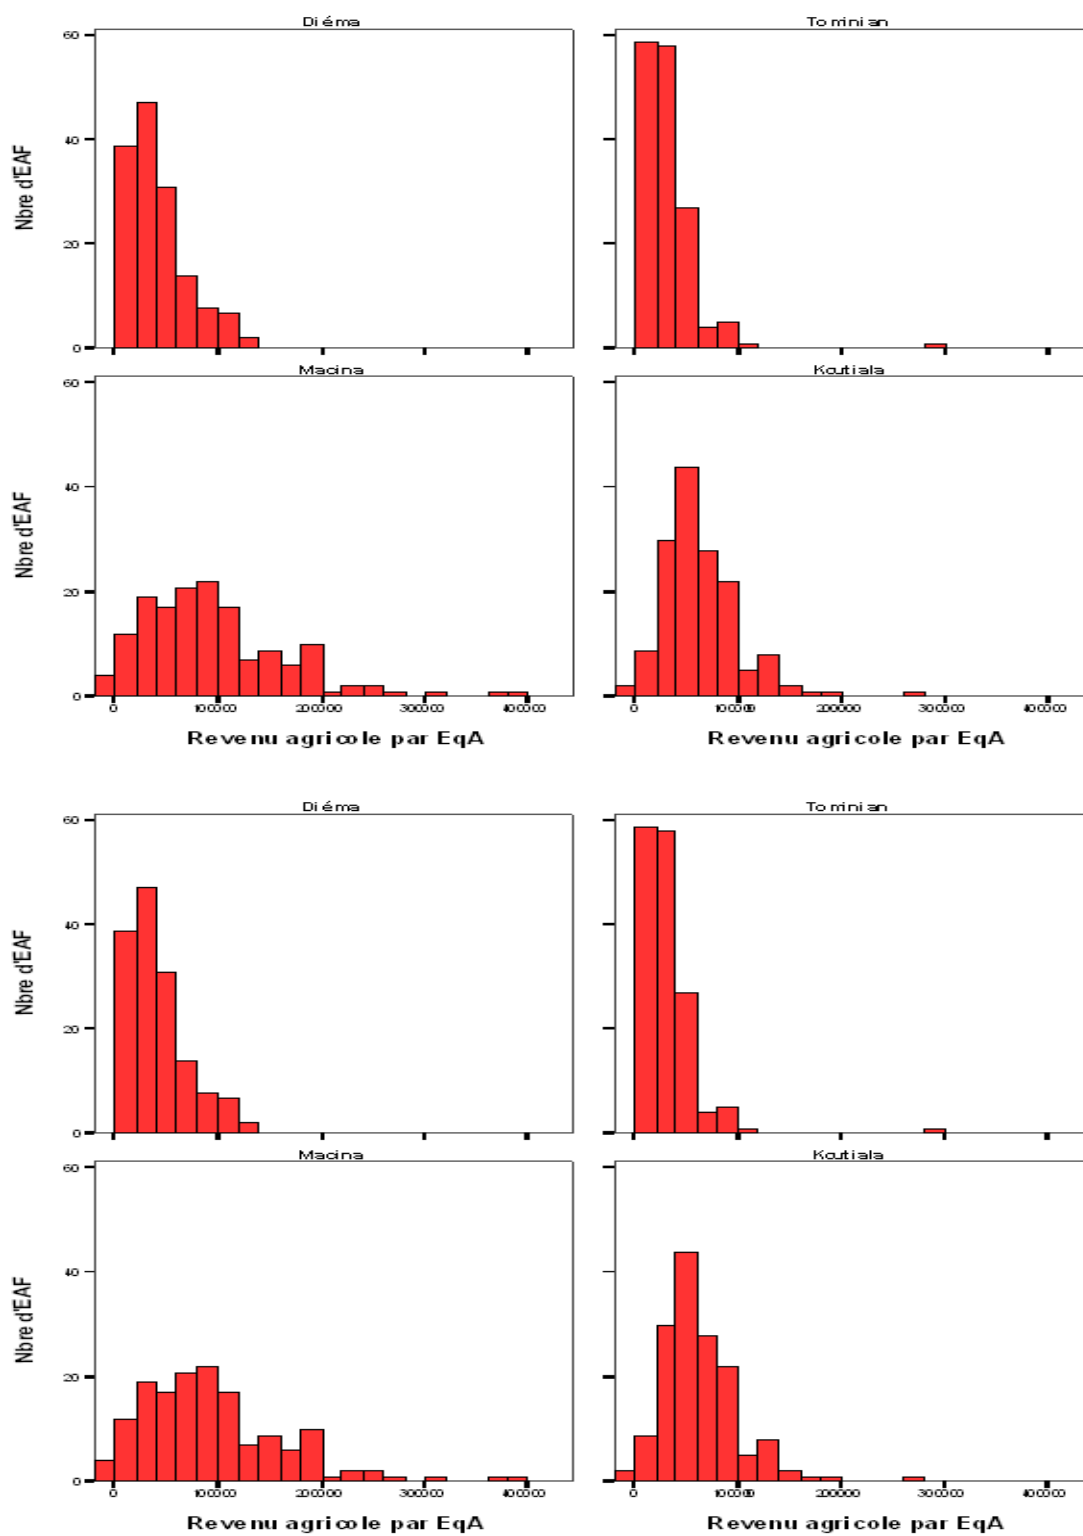 Diéma Tominian
60
40
20
0
Nbre d'EAF
Macina Koutiala
60
40
20
0
Nbre d'EAF
0 100000 200000 300000 400000 0 100000 200000 300000 400000
Revenu agricole par EqA Revenu agricole par EqA
Diéma Tominian
60
40
20
0
Nbre d'EAF
Macina Koutiala
60
40
20
0
Nbre d'EAF
0 100000 200000 300000 400000 0 100000 200000 300000 400000
Revenu agricole par EqA Revenu agricole par EqA